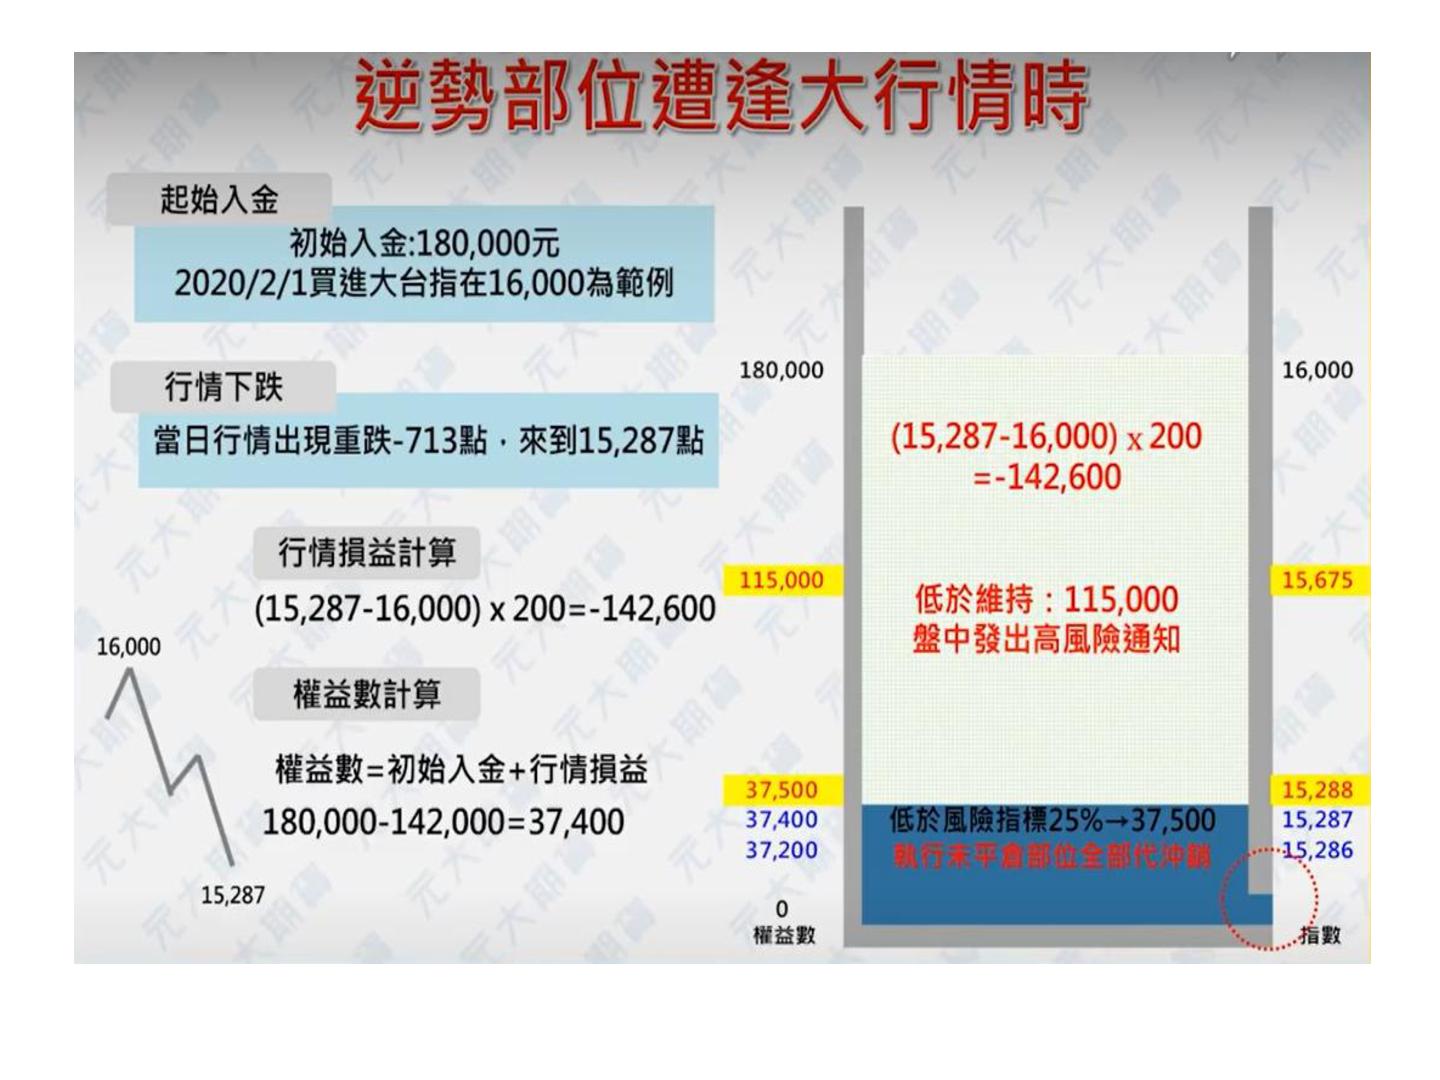 逆勢部位遭逢大行情時
起始入金
初始入金:180,000元
2020/2/1買進大台指在16,000為範例
行情下跌
當日行情出現重跌-713點，來到15,287點
行情損益計算
(15,287-16,000) x 200=-142,600
16,000
權益數計算
權益數=初始入金+行情損益
180,000-142,000=37,400
15,287
180,000
16,000
(15,287-16,000) x 200
=-142,600
115,000
15,675
低於維持：115,000
盤中發出高風險通知
37,500
15,288
37,400
低於風險指標25%→37,500
15,287
37,200
執行未平倉部位全部代沖銷
15,286
0
權益數
指數
元大期貨